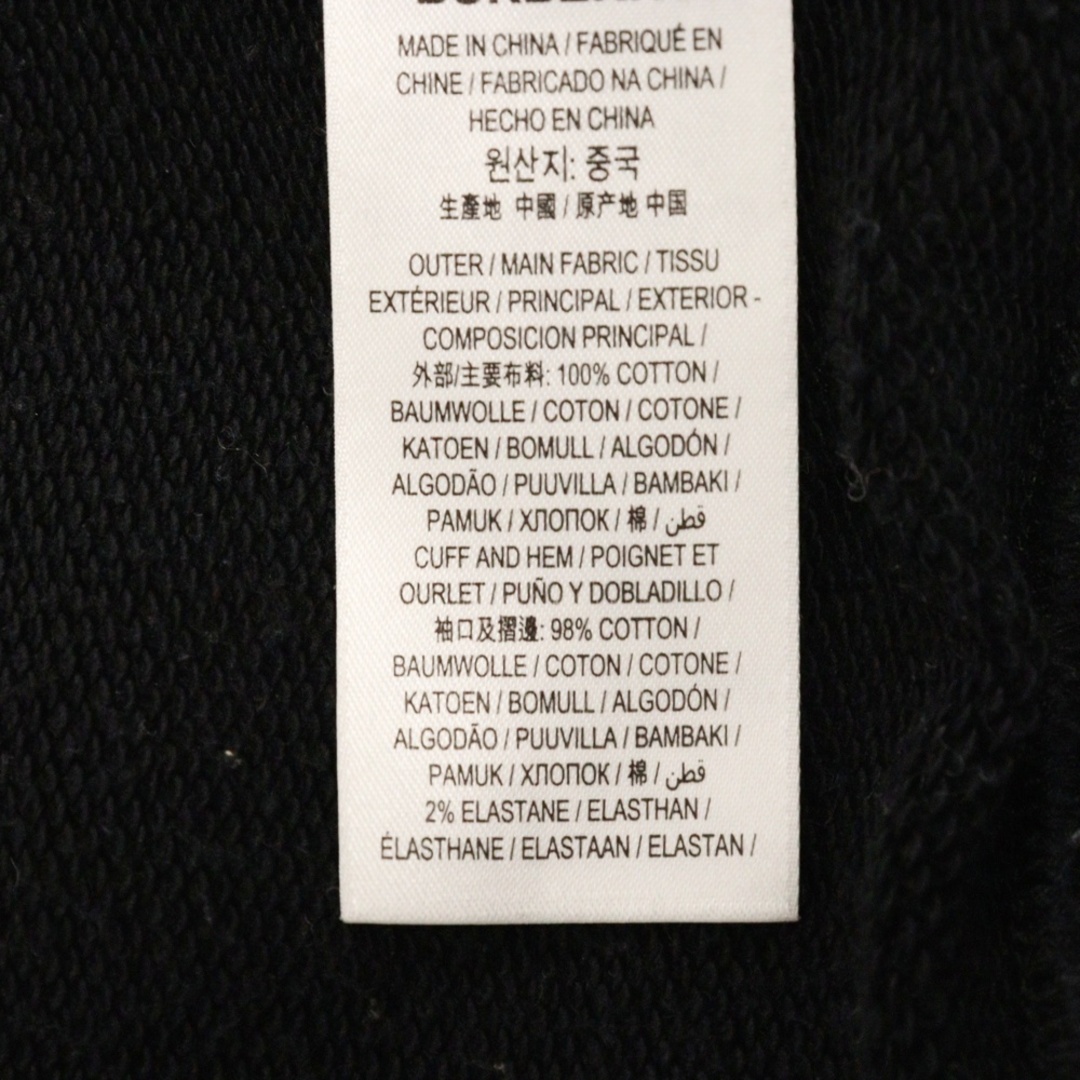 MADE IN CHINA / FABRIQUÉ EN
CHINE / FABRICADO NA CHINA /
HECHO EN CHINA
원산지: 중국
生產地 中國 / 原产地 中国
OUTER / MAIN FABRIC / TISSU
EXTÉRIEUR / PRINCIPAL / EXTERIOR -
COMPOSICION PRINCIPAL /
外部/主要布料: 100% COTTON /
BAUMWOLLE / COTON / COTONE /
KATOEN / BOMULL / ALGODÓN /
ALGODÃO / PUUVILLA / BAMBAKI /
PAMUK / ХЛОПОК / 棉 / قطن
CUFF AND HEM / POIGNET ET
OURLET / PUÑO Y DOBLADILLO /
袖口及摺邊: 98% COTTON /
BAUMWOLLE / COTON / COTONE /
KATOEN / BOMULL / ALGODÓN /
ALGODÃO / PUUVILLA / BAMBAKI /
PAMUK / ХЛОПОК / 棉 / قطن
2% ELASTANE / ELASTHAN /
ÉLASTHANE / ELASTAAN / ELASTAN /